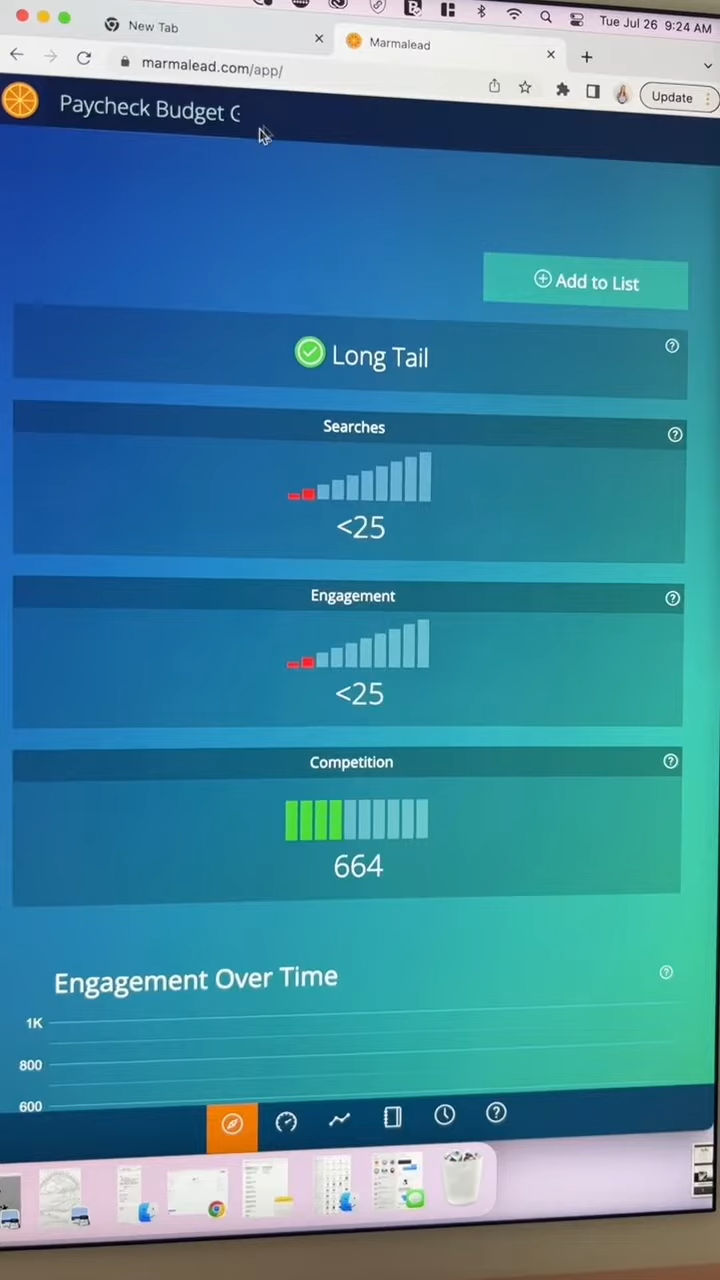 Tue Jul 26 9:24 AM
New Tab
Marmalead
marmalead.com/app/
Update
Paycheck Budget
Add to List
Long Tail
Searches
<25
Engagement
<25
Competition
664
Engagement Over Time
1K
800
600